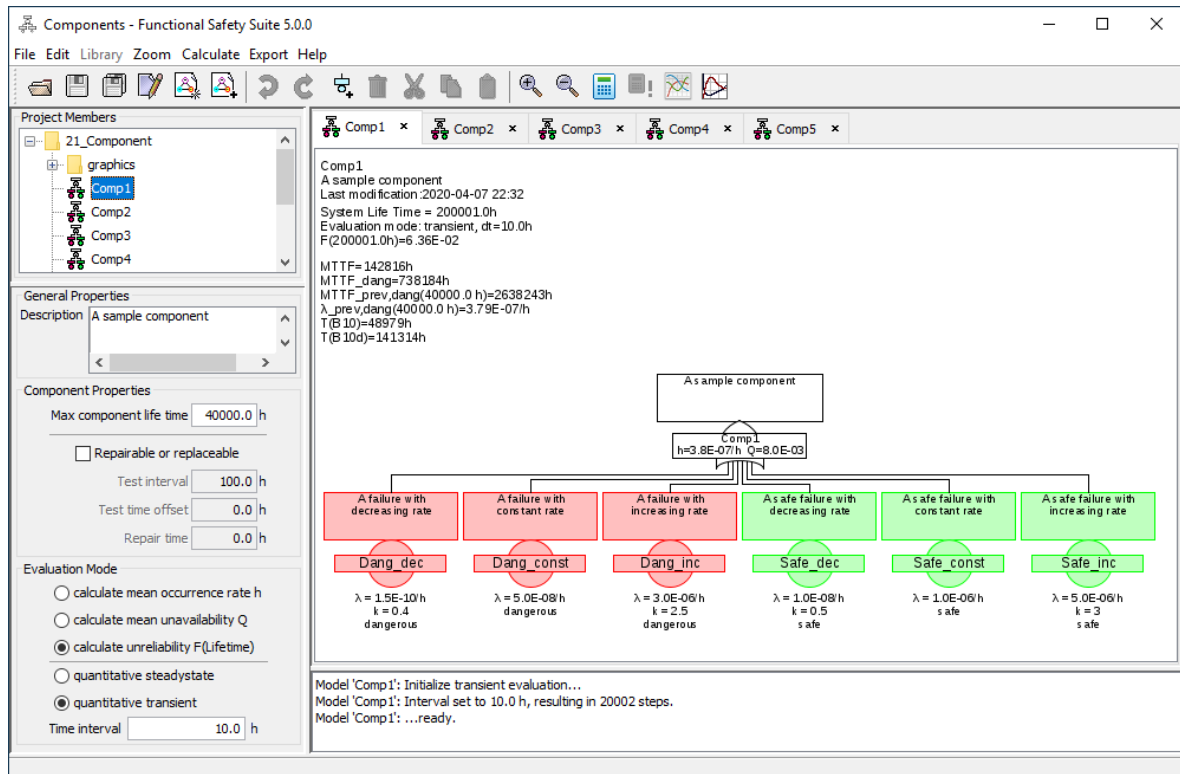 Components - Functional Safety Suite 5.0.0
File Edit Library Zoom Calculate Export Help
Project Members
21_Component
graphics
Comp1
Comp2
Comp3
Comp4
General Properties
Description A sample component
Component Properties
Max component life time 40000.0 h
Repairable or replaceable
Test interval 100.0 h
Test time offset 0.0 h
Repair time 0.0 h
Evaluation Mode
calculate mean occurrence rate h
calculate mean unavailability Q
calculate unreliability F(Lifetime)
quantitative steadystate
quantitative transient
Time interval 10.0 h
Comp1 × Comp2 × Comp3 × Comp4 × Comp5 ×
Comp1
A sample component
Last modification:2020-04-07 22:32
System Life Time = 200001.0h
Evaluation mode: transient, dt=10.0h
F(200001.0h)=6.36E-02
MTTF=142816h
MTTF_dang=738184h
MTTF_prev,dang(40000.0 h)=2638243h
λ_prev,dang(40000.0 h)=3.79E-07/h
T(B10)=48979h
T(B10d)=141314h
A sample component
Comp1
h=3.8E-07/h Q=8.0E-03
A failure with
decreasing rate
Dang_dec
λ = 1.5E-10/h
k = 0.4
dangerous
A failure with
constant rate
Dang_const
λ = 5.0E-08/h
dangerous
A failure with
increasing rate
Dang_inc
λ = 3.0E-06/h
k = 2.5
dangerous
A safe failure with
decreasing rate
Safe_dec
λ = 1.0E-08/h
k = 0.5
safe
A safe failure with
constant rate
Safe_const
λ = 1.0E-06/h
safe
A safe failure with
increasing rate
Safe_inc
λ = 5.0E-06/h
k = 3
safe
Model 'Comp1': Initialize transient evaluation...
Model 'Comp1': Interval set to 10.0 h, resulting in 20002 steps.
Model 'Comp1': ...ready.